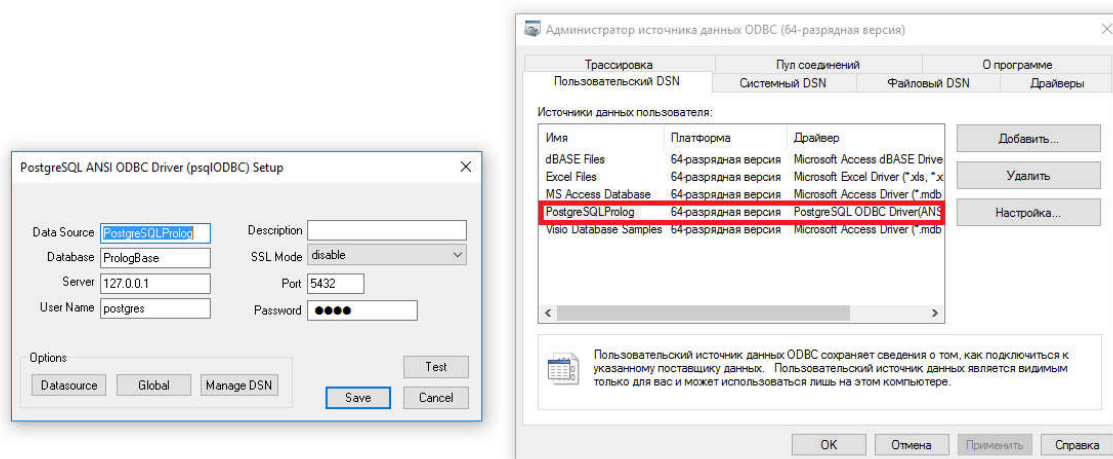 PostgreSQL ANSI ODBC Driver (psqlODBC) Setup
Data Source PostgreSQLProlog Description
Database PrologBase SSL Mode disable
Server 127.0.0.1 Port 5432
User Name postgres Password ●●●●
Options
Datasource Global Manage DSN
Test
Save Cancel
Администратор источника данных ODBC (64-разрядная версия)
Трассировка Пул соединений О программе
Пользовательский DSN Системный DSN Файловый DSN Драйверы
Источники данных пользователя:
Имя Платформа Драйвер
dBASE Files 64-разрядная версия Microsoft Access dBASE Drive
Excel Files 64-разрядная версия Microsoft Excel Driver (*.xls, *.x
MS Access Database 64-разрядная версия Microsoft Access Driver (*.mdb
PostgreSQLProlog 64-разрядная версия PostgreSQL ODBC Driver(ANS
Visio Database Samples 64-разрядная версия Microsoft Access Driver (*.mdb
Добавить...
Удалить
Настройка...
Пользовательский источник данных ODBC сохраняет сведения о том, как подключиться к
указанному поставщику данных. Пользовательский источник данных является видимым
только для вас и может использоваться лишь на этом компьютере.
OK Отмена Применить Справка